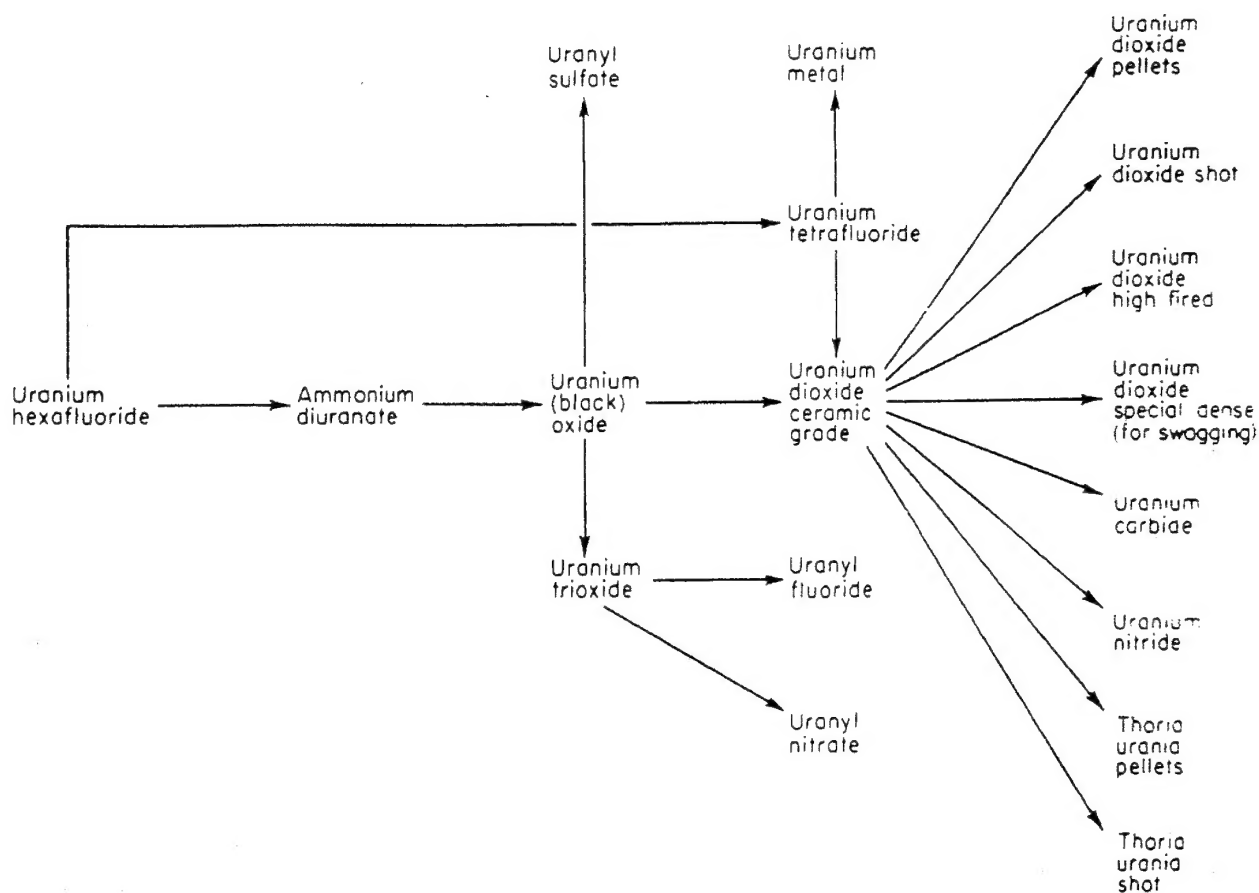 Uranyl
sulfate
Uranium
metal
Uranium
dioxide
pellets
Uranium
dioxide shot
Uranium
tetrafluoride
Uranium
dioxide
high fired
Uranium
hexafluoride
Ammonium
diuranate
Uranium
(black)
oxide
Uranium
dioxide
ceramic
grade
Uranium
dioxide
special dense
(for swagging)
Uranium
carbide
Uranium
trioxide
Uranyl
fluoride
Uranium
nitride
Uranyl
nitrate
Thoria
urania
pellets
Thoria
urania
shot